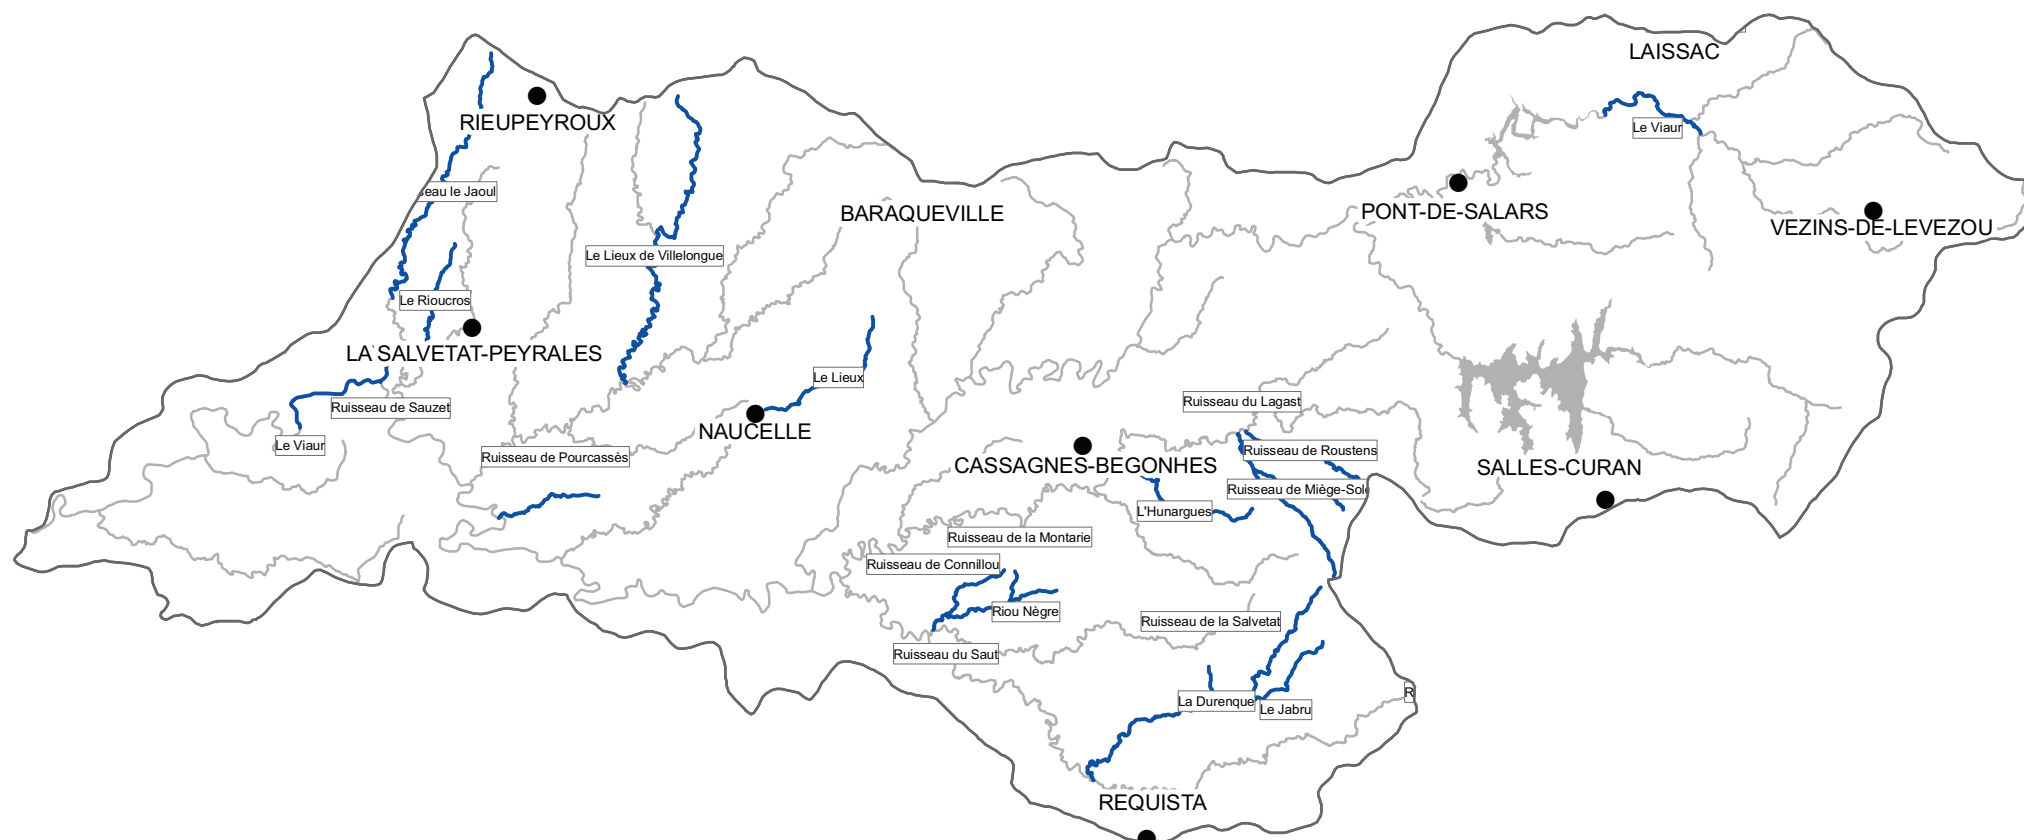 LAISSAC
RIEUPEYROUX
Le Viaur
seau le Jaoul
PONT-DE-SALARS
BARAQUEVILLE
VEZINS-DE-LEVEZOU
Le Lieux de Villelongue
Le Rioucros
LA SALVETAT-PEYRALES
Le Lieux
Ruisseau du Lagast
Ruisseau de Sauzet
NAUCELLE
Le Viaur
Ruisseau de Roustens
Ruisseau de Pourcassès
CASSAGNES-BEGONHES
SALLES-CURAN
Ruisseau de Miège-Sole
L'Hunargues
Ruisseau de la Montarie
Ruisseau de Connillou
Riou Nègre
Ruisseau de la Salvetat
Ruisseau du Saut
R
La Durenque
Le Jabru
REQUISTA